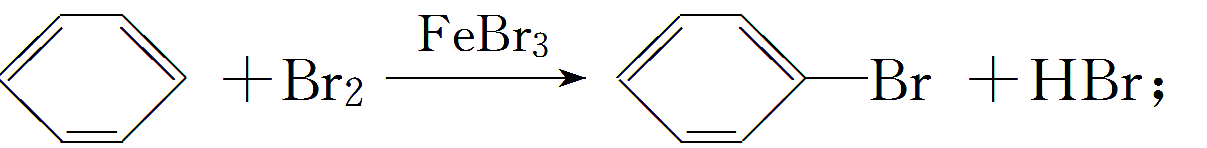 FeBr₃
+Br₂ ⟶ Br +HBr；